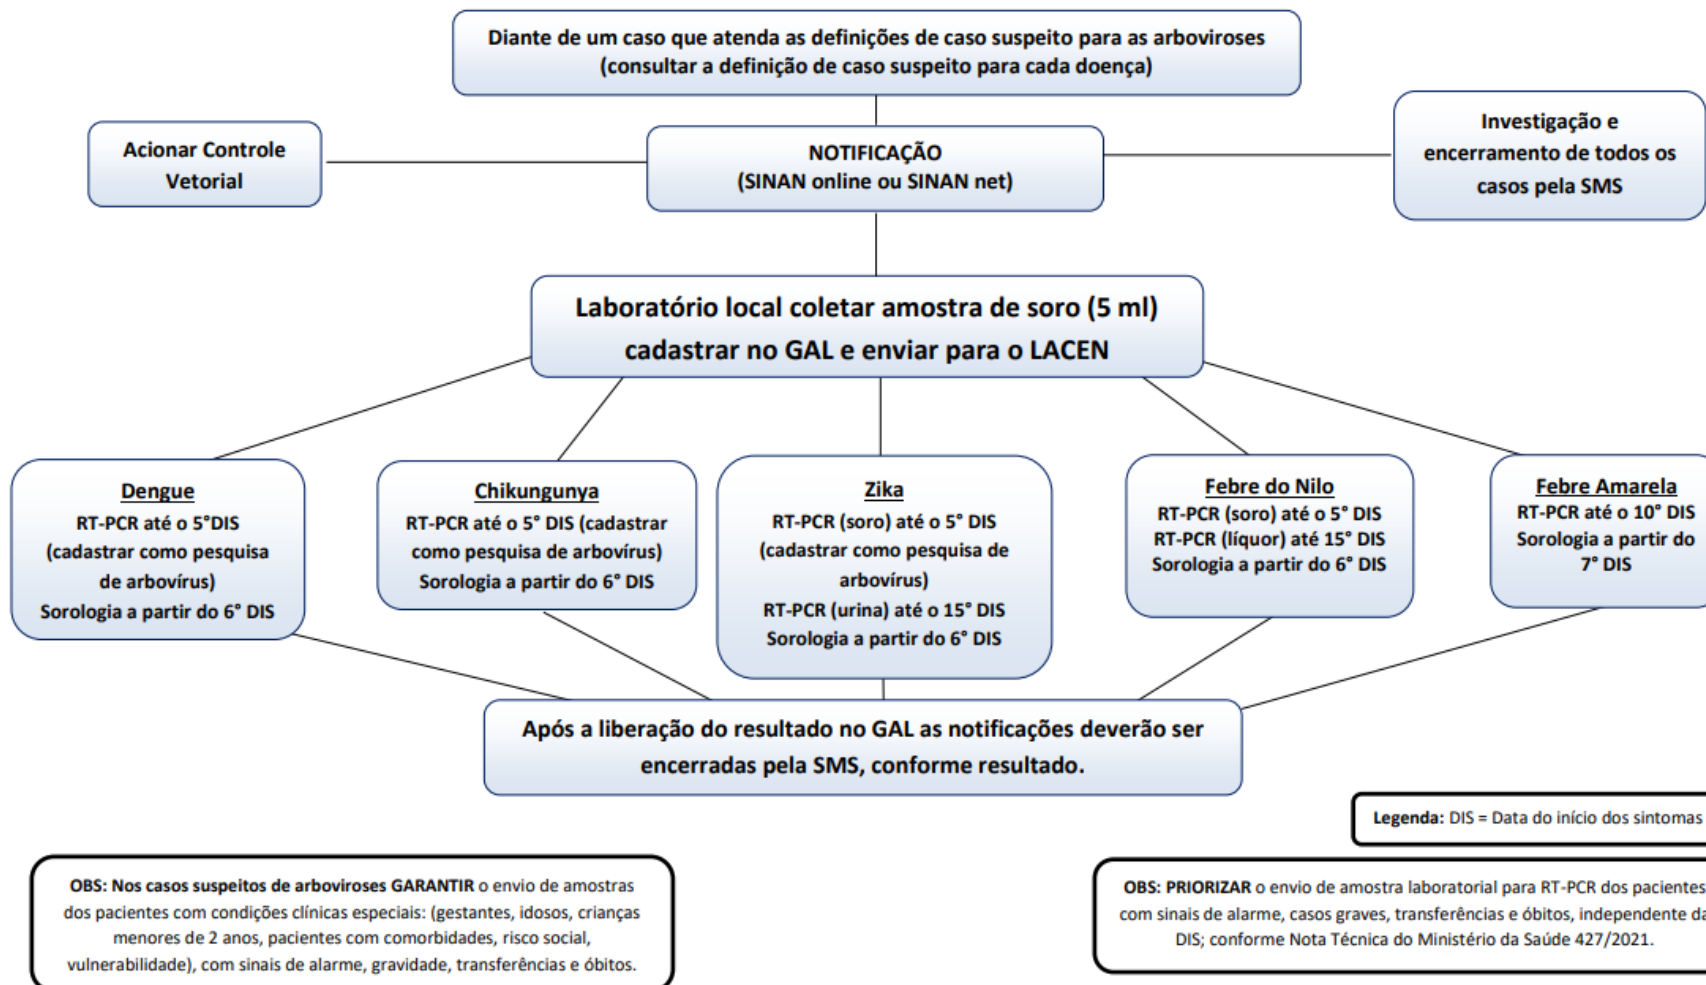 Diante de um caso que atenda as definições de caso suspeito para as arboviroses
(consultar a definição de caso suspeito para cada doença)
Acionar Controle
Vetorial
NOTIFICAÇÃO
(SINAN online ou SINAN net)
Investigação e
encerramento de todos os
casos pela SMS
Laboratório local coletar amostra de soro (5 ml)
cadastrar no GAL e enviar para o LACEN
Dengue
RT-PCR até o 5°DIS
(cadastrar como pesquisa
de arbovírus)
Sorologia a partir do 6° DIS
Chikungunya
RT-PCR até o 5° DIS (cadastrar
como pesquisa de arbovírus)
Sorologia a partir do 6° DIS
Zika
RT-PCR (soro) até o 5° DIS
(cadastrar como pesquisa de
arbovírus)
RT-PCR (urina) até o 15° DIS
Sorologia a partir do 6° DIS
Febre do Nilo
RT-PCR (soro) até o 5° DIS
RT-PCR (líquor) até 15° DIS
Sorologia a partir do 6° DIS
Febre Amarela
RT-PCR até o 10° DIS
Sorologia a partir do
7° DIS
Após a liberação do resultado no GAL as notificações deverão ser
encerradas pela SMS, conforme resultado.
Legenda: DIS = Data do início dos sintomas
OBS: Nos casos suspeitos de arboviroses GARANTIR o envio de amostras
dos pacientes com condições clínicas especiais: (gestantes, idosos, crianças
menores de 2 anos, pacientes com comorbidades, risco social,
vulnerabilidade), com sinais de alarme, gravidade, transferências e óbitos.
OBS: PRIORIZAR o envio de amostra laboratorial para RT-PCR dos pacientes
com sinais de alarme, casos graves, transferências e óbitos, independente da
DIS; conforme Nota Técnica do Ministério da Saúde 427/2021.